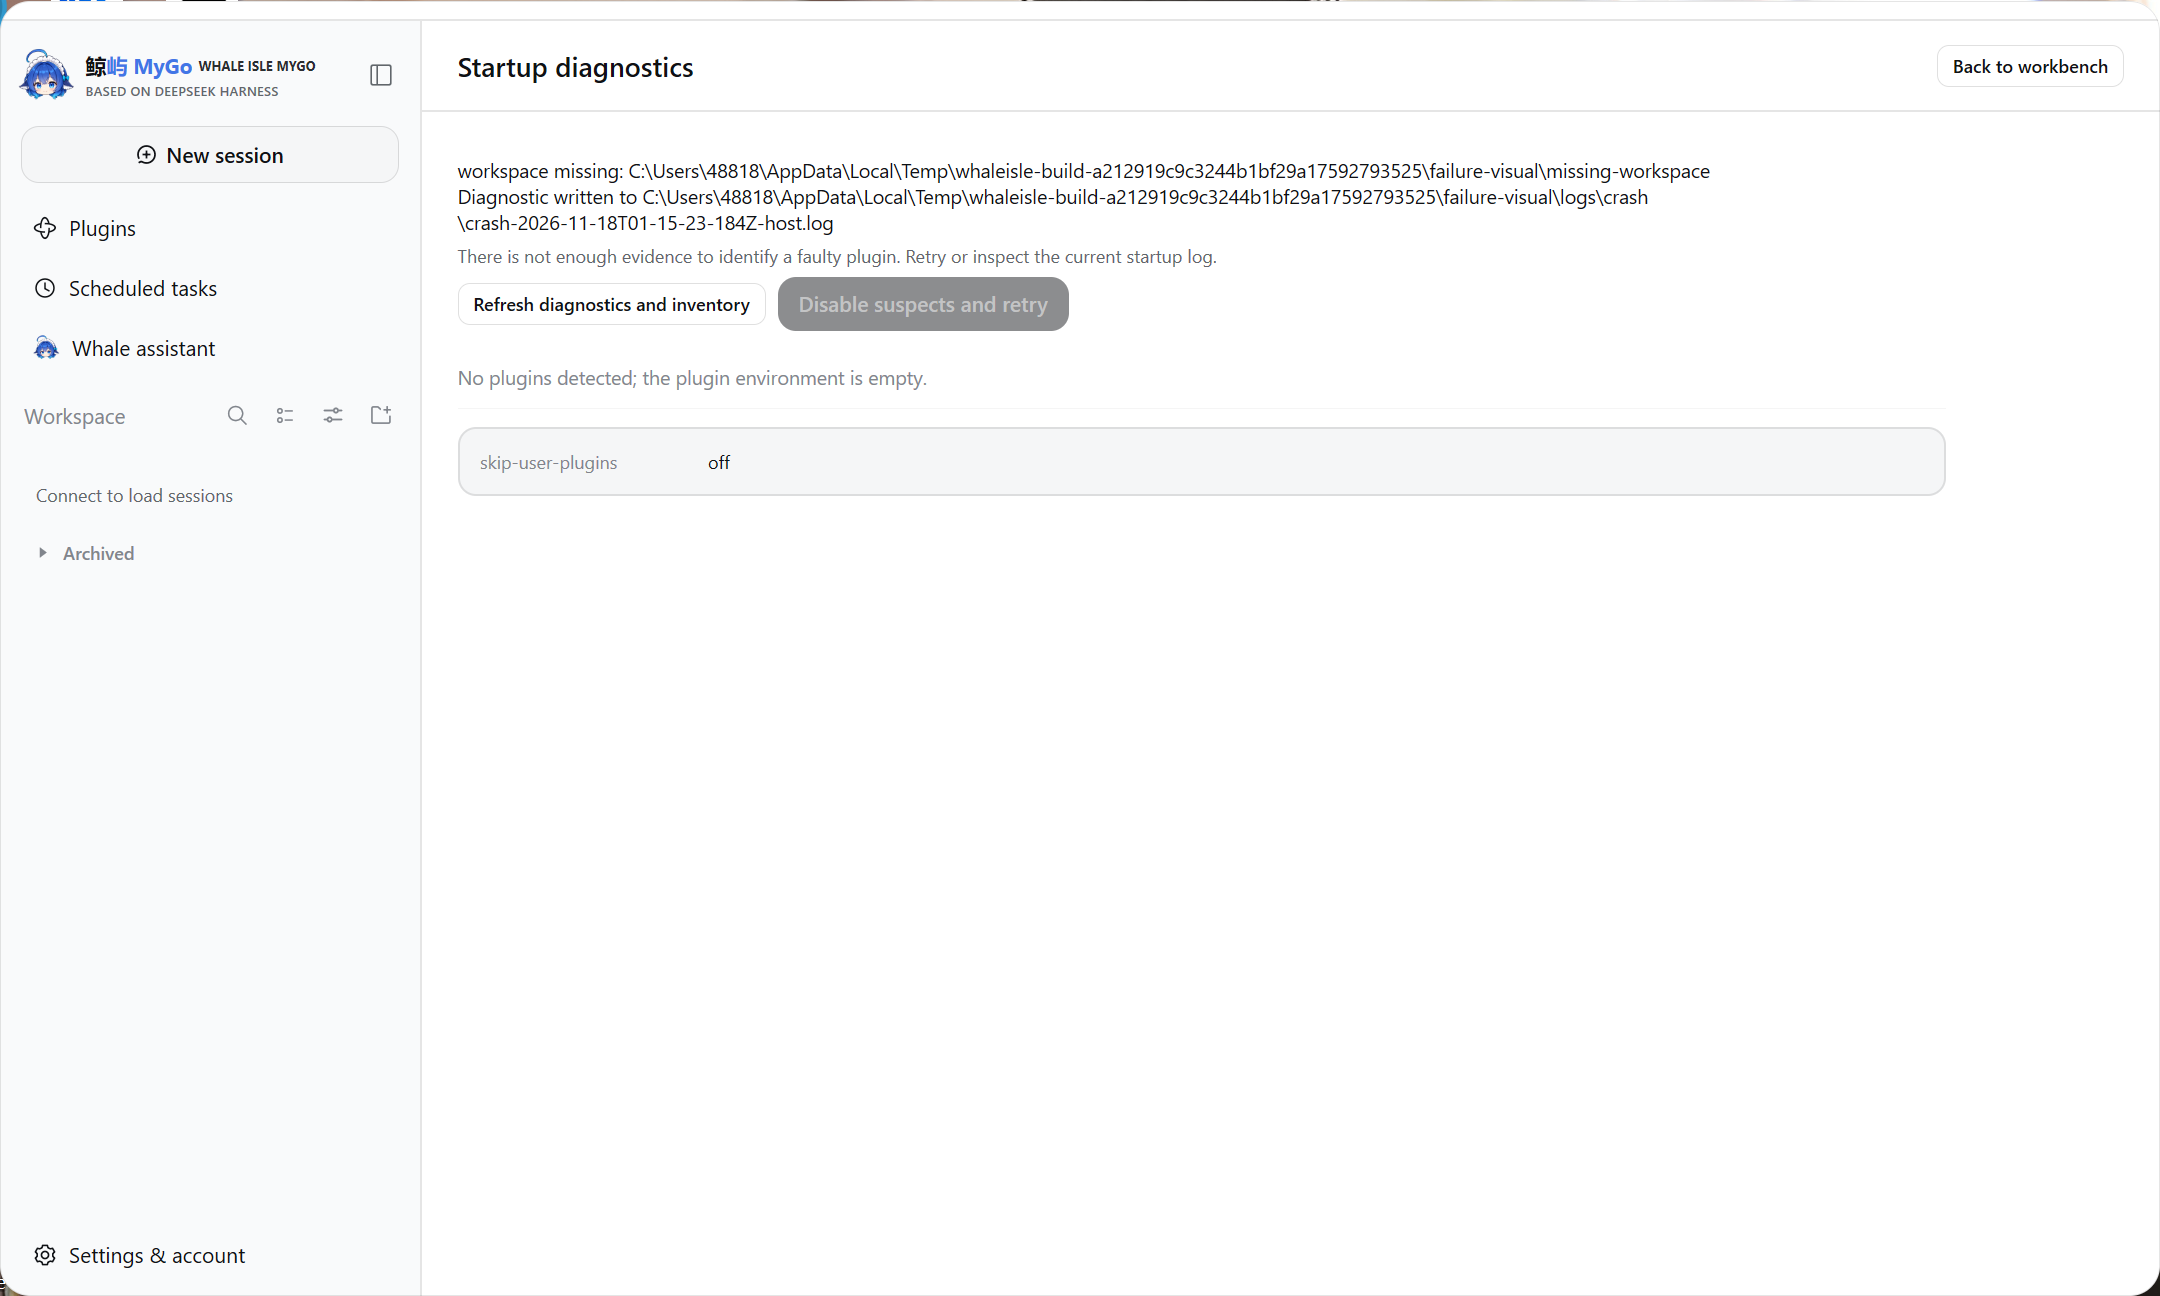 鲸屿 MyGo WHALE ISLE MYGO
BASED ON DEEPSEEK HARNESS
New session
Plugins
Scheduled tasks
Whale assistant
Workspace
Connect to load sessions
Archived
Settings & account
Startup diagnostics
Back to workbench
workspace missing: C:\Users\48818\AppData\Local\Temp\whaleisle-build-a212919c9c3244b1bf29a17592793525\failure-visual\missing-workspace
Diagnostic written to C:\Users\48818\AppData\Local\Temp\whaleisle-build-a212919c9c3244b1bf29a17592793525\failure-visual\logs\crash
\crash-2026-11-18T01-15-23-184Z-host.log
There is not enough evidence to identify a faulty plugin. Retry or inspect the current startup log.
Refresh diagnostics and inventory
Disable suspects and retry
No plugins detected; the plugin environment is empty.
skip-user-plugins off